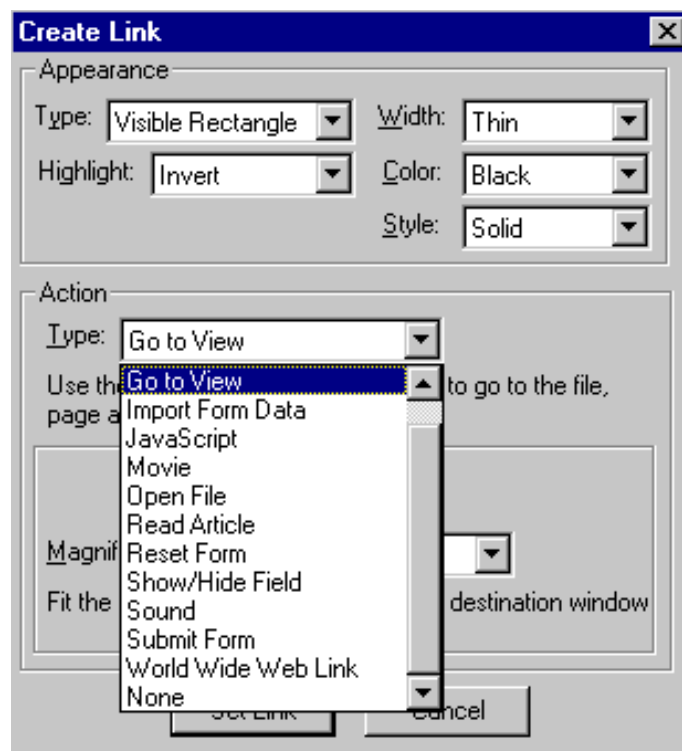 Create Link
Appearance
Type: Visible Rectangle Width: Thin
Highlight: Invert Color: Black
Style: Solid
Action
Type: Go to View
Go to View
Use the to go to the file,
Import Form Data
page a
JavaScript
Movie
Open File
Read Article
Magnif
Reset Form
Show/Hide Field
Fit the destination window
Sound
Submit Form
World Wide Web Link
None
Set Link Cancel